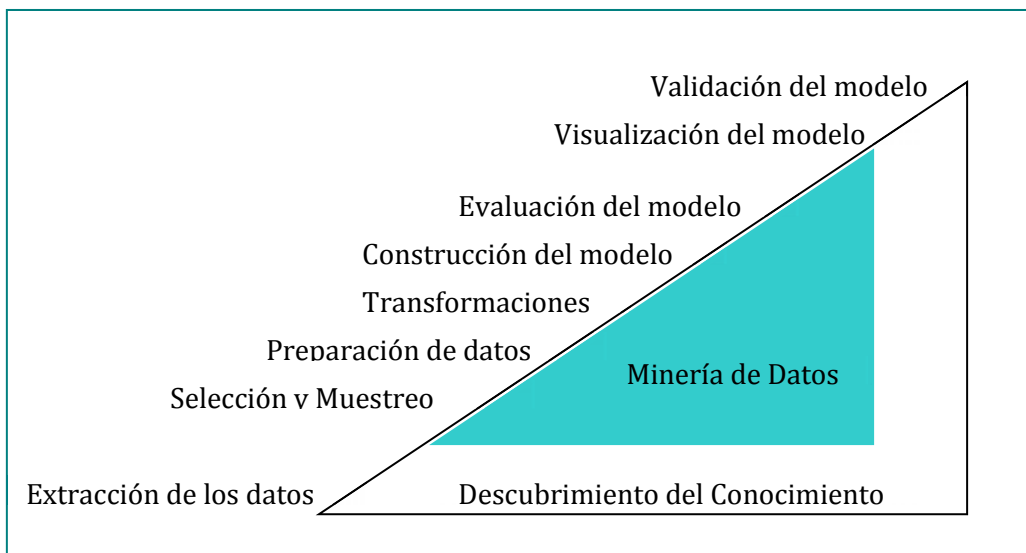 Validación del modelo
Visualización del modelo
Evaluación del modelo
Construcción del modelo
Transformaciones
Preparación de datos
Minería de Datos
Selección y Muestreo
Extracción de los datos
Descubrimiento del Conocimiento